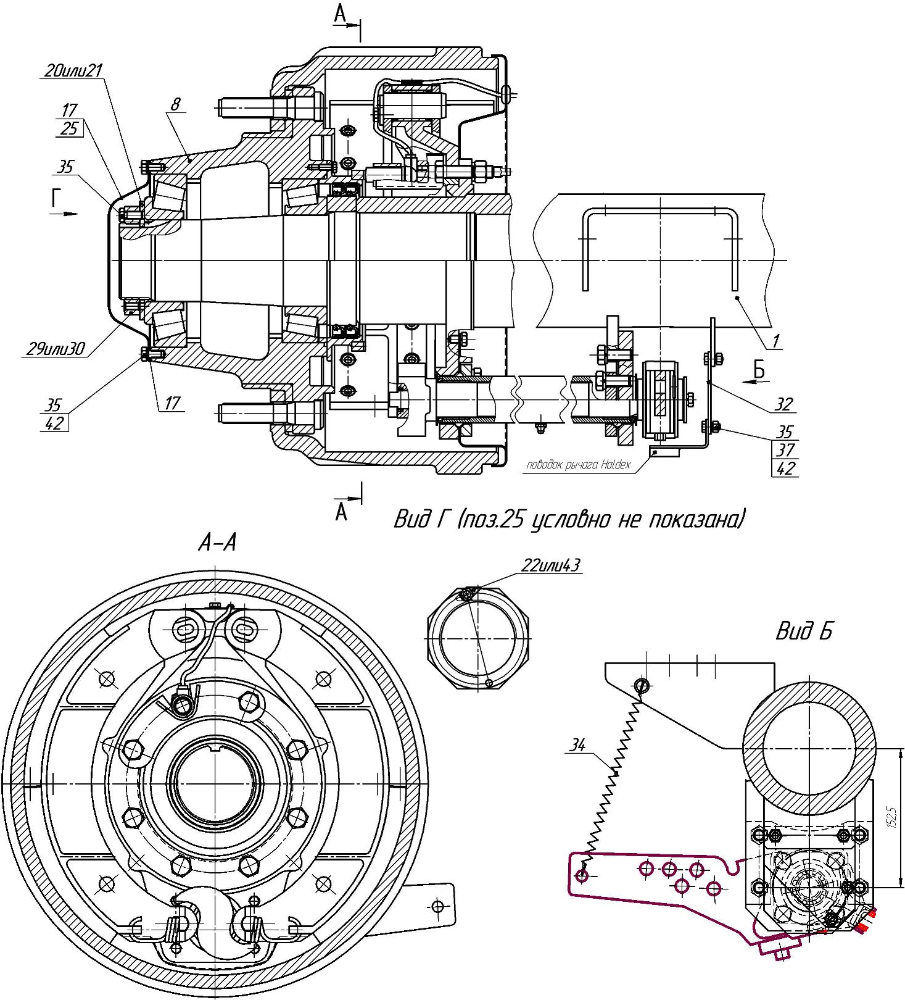 А
20или21
17
25
8
35
Г
29или30
35
42
17
1
Б
32
35
37
42
поводок рычага Haldex
А
Вид Г (поз.25 условно не показана)
А-А
22или43
Вид Б
34
152,5